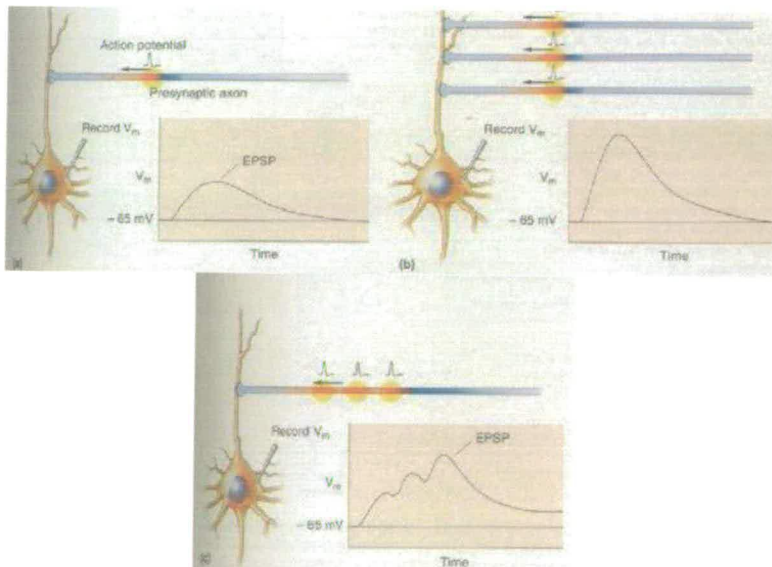 Action potential
Presynaptic axon
Record Vm
EPSP
Vm
– 65 mV
Time
(a)
Record Vm
Vm
– 65 mV
Time
(b)
Record Vm
EPSP
Vm
– 65 mV
Time
(c)